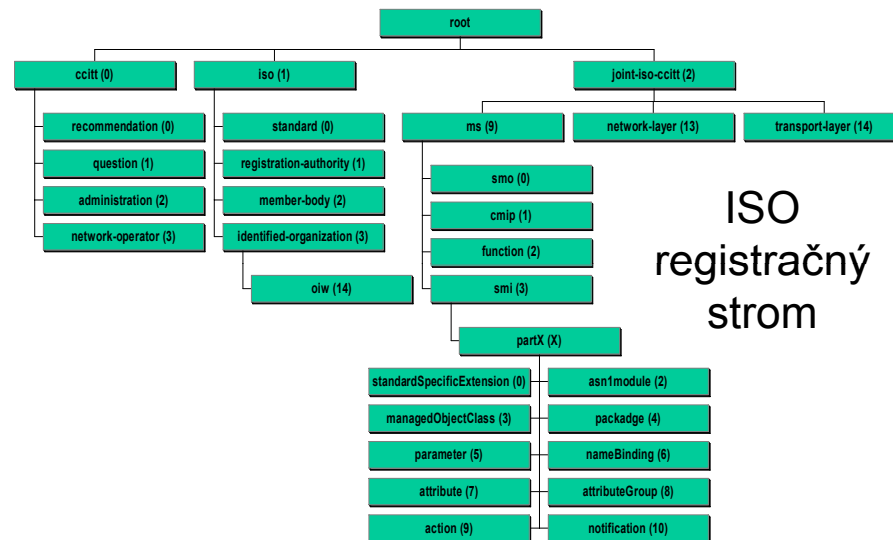 root
ccitt (0)
iso (1)
joint-iso-ccitt (2)
recommendation (0)
standard (0)
ms (9)
network-layer (13)
transport-layer (14)
question (1)
registration-authority (1)
smo (0)
administration (2)
member-body (2)
cmip (1)
network-operator (3)
identified-organization (3)
function (2)
oiw (14)
smi (3)
ISO
registračný
strom
partX (X)
standardSpecificExtension (0)
asn1module (2)
managedObjectClass (3)
packadge (4)
parameter (5)
nameBinding (6)
attribute (7)
attributeGroup (8)
action (9)
notification (10)